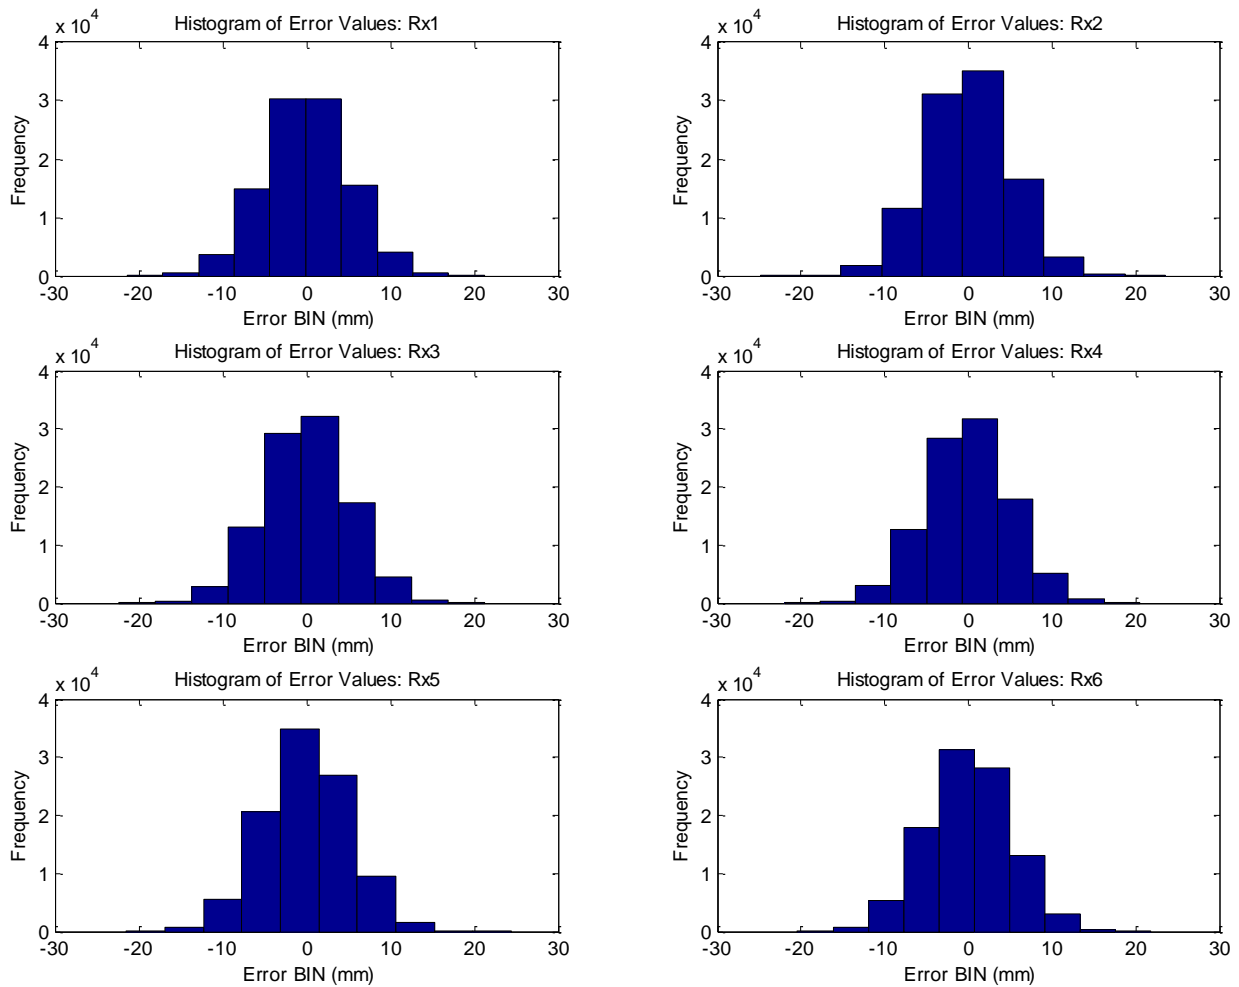 x 10^4 Histogram of Error Values: Rx1
4
3
2
1
0
Frequency
-30 -20 -10 0 10 20 30
Error BIN (mm)
x 10^4 Histogram of Error Values: Rx2
4
3
2
1
0
Frequency
-30 -20 -10 0 10 20 30
Error BIN (mm)
x 10^4 Histogram of Error Values: Rx3
4
3
2
1
0
Frequency
-30 -20 -10 0 10 20 30
Error BIN (mm)
x 10^4 Histogram of Error Values: Rx4
4
3
2
1
0
Frequency
-30 -20 -10 0 10 20 30
Error BIN (mm)
x 10^4 Histogram of Error Values: Rx5
4
3
2
1
0
Frequency
-30 -20 -10 0 10 20 30
Error BIN (mm)
x 10^4 Histogram of Error Values: Rx6
4
3
2
1
0
Frequency
-30 -20 -10 0 10 20 30
Error BIN (mm)